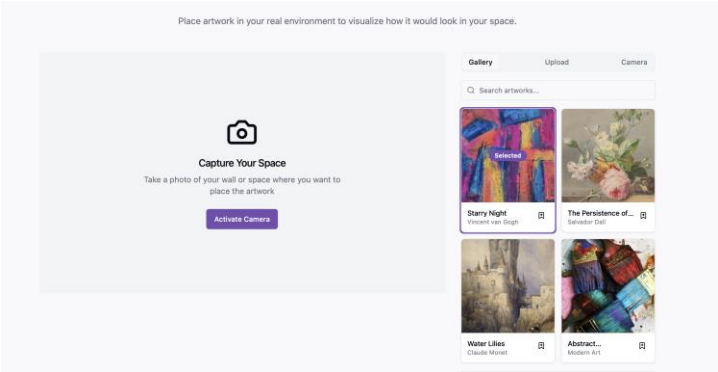 Place artwork in your real environment to visualize how it would look in your space.
Capture Your Space
Take a photo of your wall or space where you want to
place the artwork
Activate Camera
Gallery
Upload
Camera
Search artworks...
Selected
Starry Night
Vincent van Gogh
The Persistence of...
Salvador Dalí
Water Lilies
Claude Monet
Abstract...
Modern Art